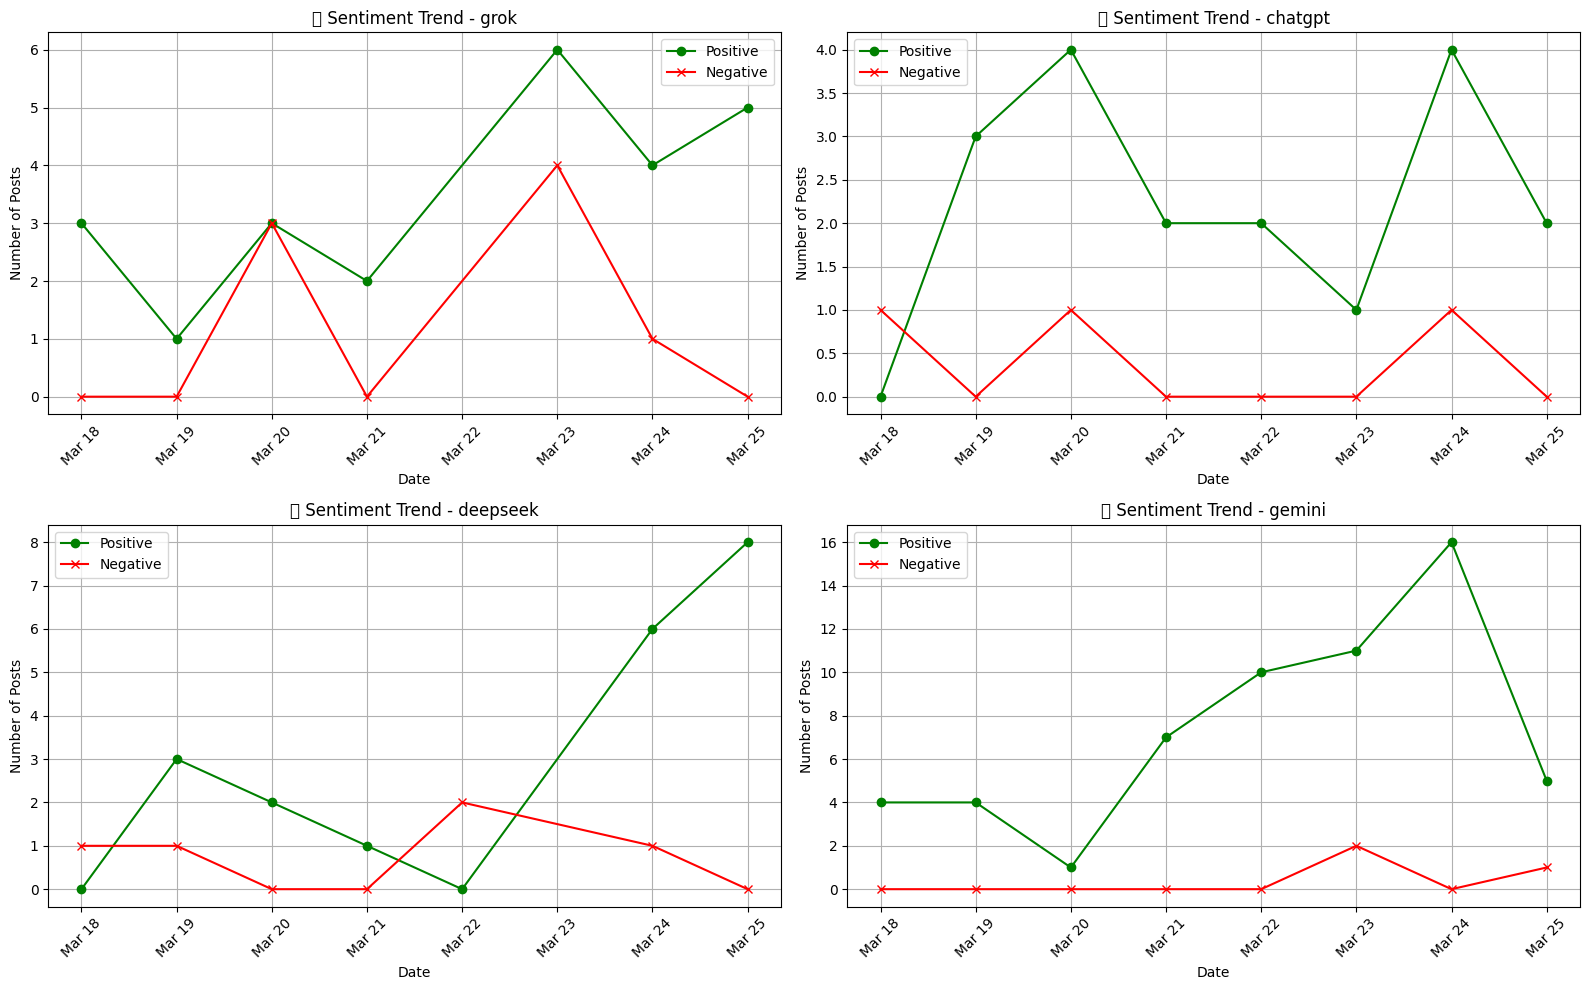 Sentiment Trend - grok
Positive
Negative
Number of Posts
6
5
4
3
2
1
0
Mar 18
Mar 19
Mar 20
Mar 21
Mar 22
Mar 23
Mar 24
Mar 25
Date
Sentiment Trend - chatgpt
Positive
Negative
Number of Posts
4.0
3.5
3.0
2.5
2.0
1.5
1.0
0.5
0.0
Mar 18
Mar 19
Mar 20
Mar 21
Mar 22
Mar 23
Mar 24
Mar 25
Date
Sentiment Trend - deepseek
Positive
Negative
Number of Posts
8
7
6
5
4
3
2
1
0
Mar 18
Mar 19
Mar 20
Mar 21
Mar 22
Mar 23
Mar 24
Mar 25
Date
Sentiment Trend - gemini
Positive
Negative
Number of Posts
16
14
12
10
8
6
4
2
0
Mar 18
Mar 19
Mar 20
Mar 21
Mar 22
Mar 23
Mar 24
Mar 25
Date